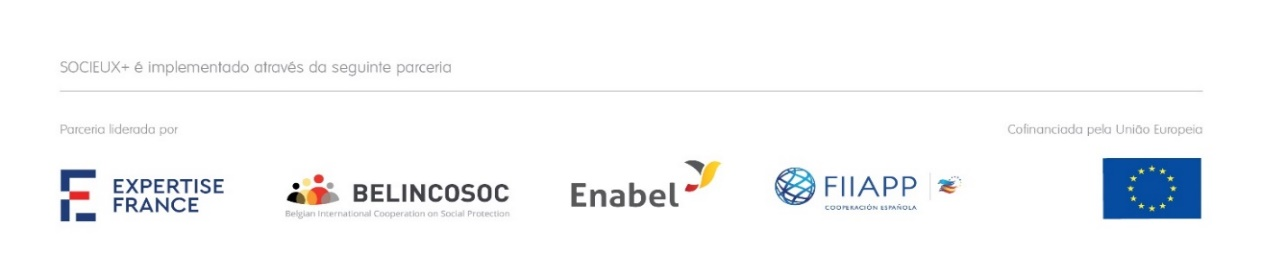 SOCIEUX+ é implementado através da seguinte parceria
Parceria liderada por
Cofinanciada pela União Europeia
EXPERTISE
FRANCE
BELINCOSOC
Belgian International Cooperation on Social Protection
Enabel
FIIAPP
COOPERACIÓN ESPAÑOLA